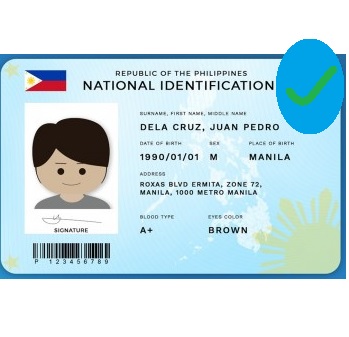 REPUBLIC OF THE PHILIPPINES
NATIONAL IDENTIFICATION
SURNAME, FIRST NAME, MIDDLE NAME
DELA CRUZ, JUAN PEDRO
DATE OF BIRTH SEX PLACE OF BIRTH
1990/01/01 M MANILA
ADDRESS
ROXAS BLVD ERMITA, ZONE 72,
MANILA, 1000 METRO MANILA
BLOOD TYPE EYES COLOR
A+ BROWN
SIGNATURE
P 123456789